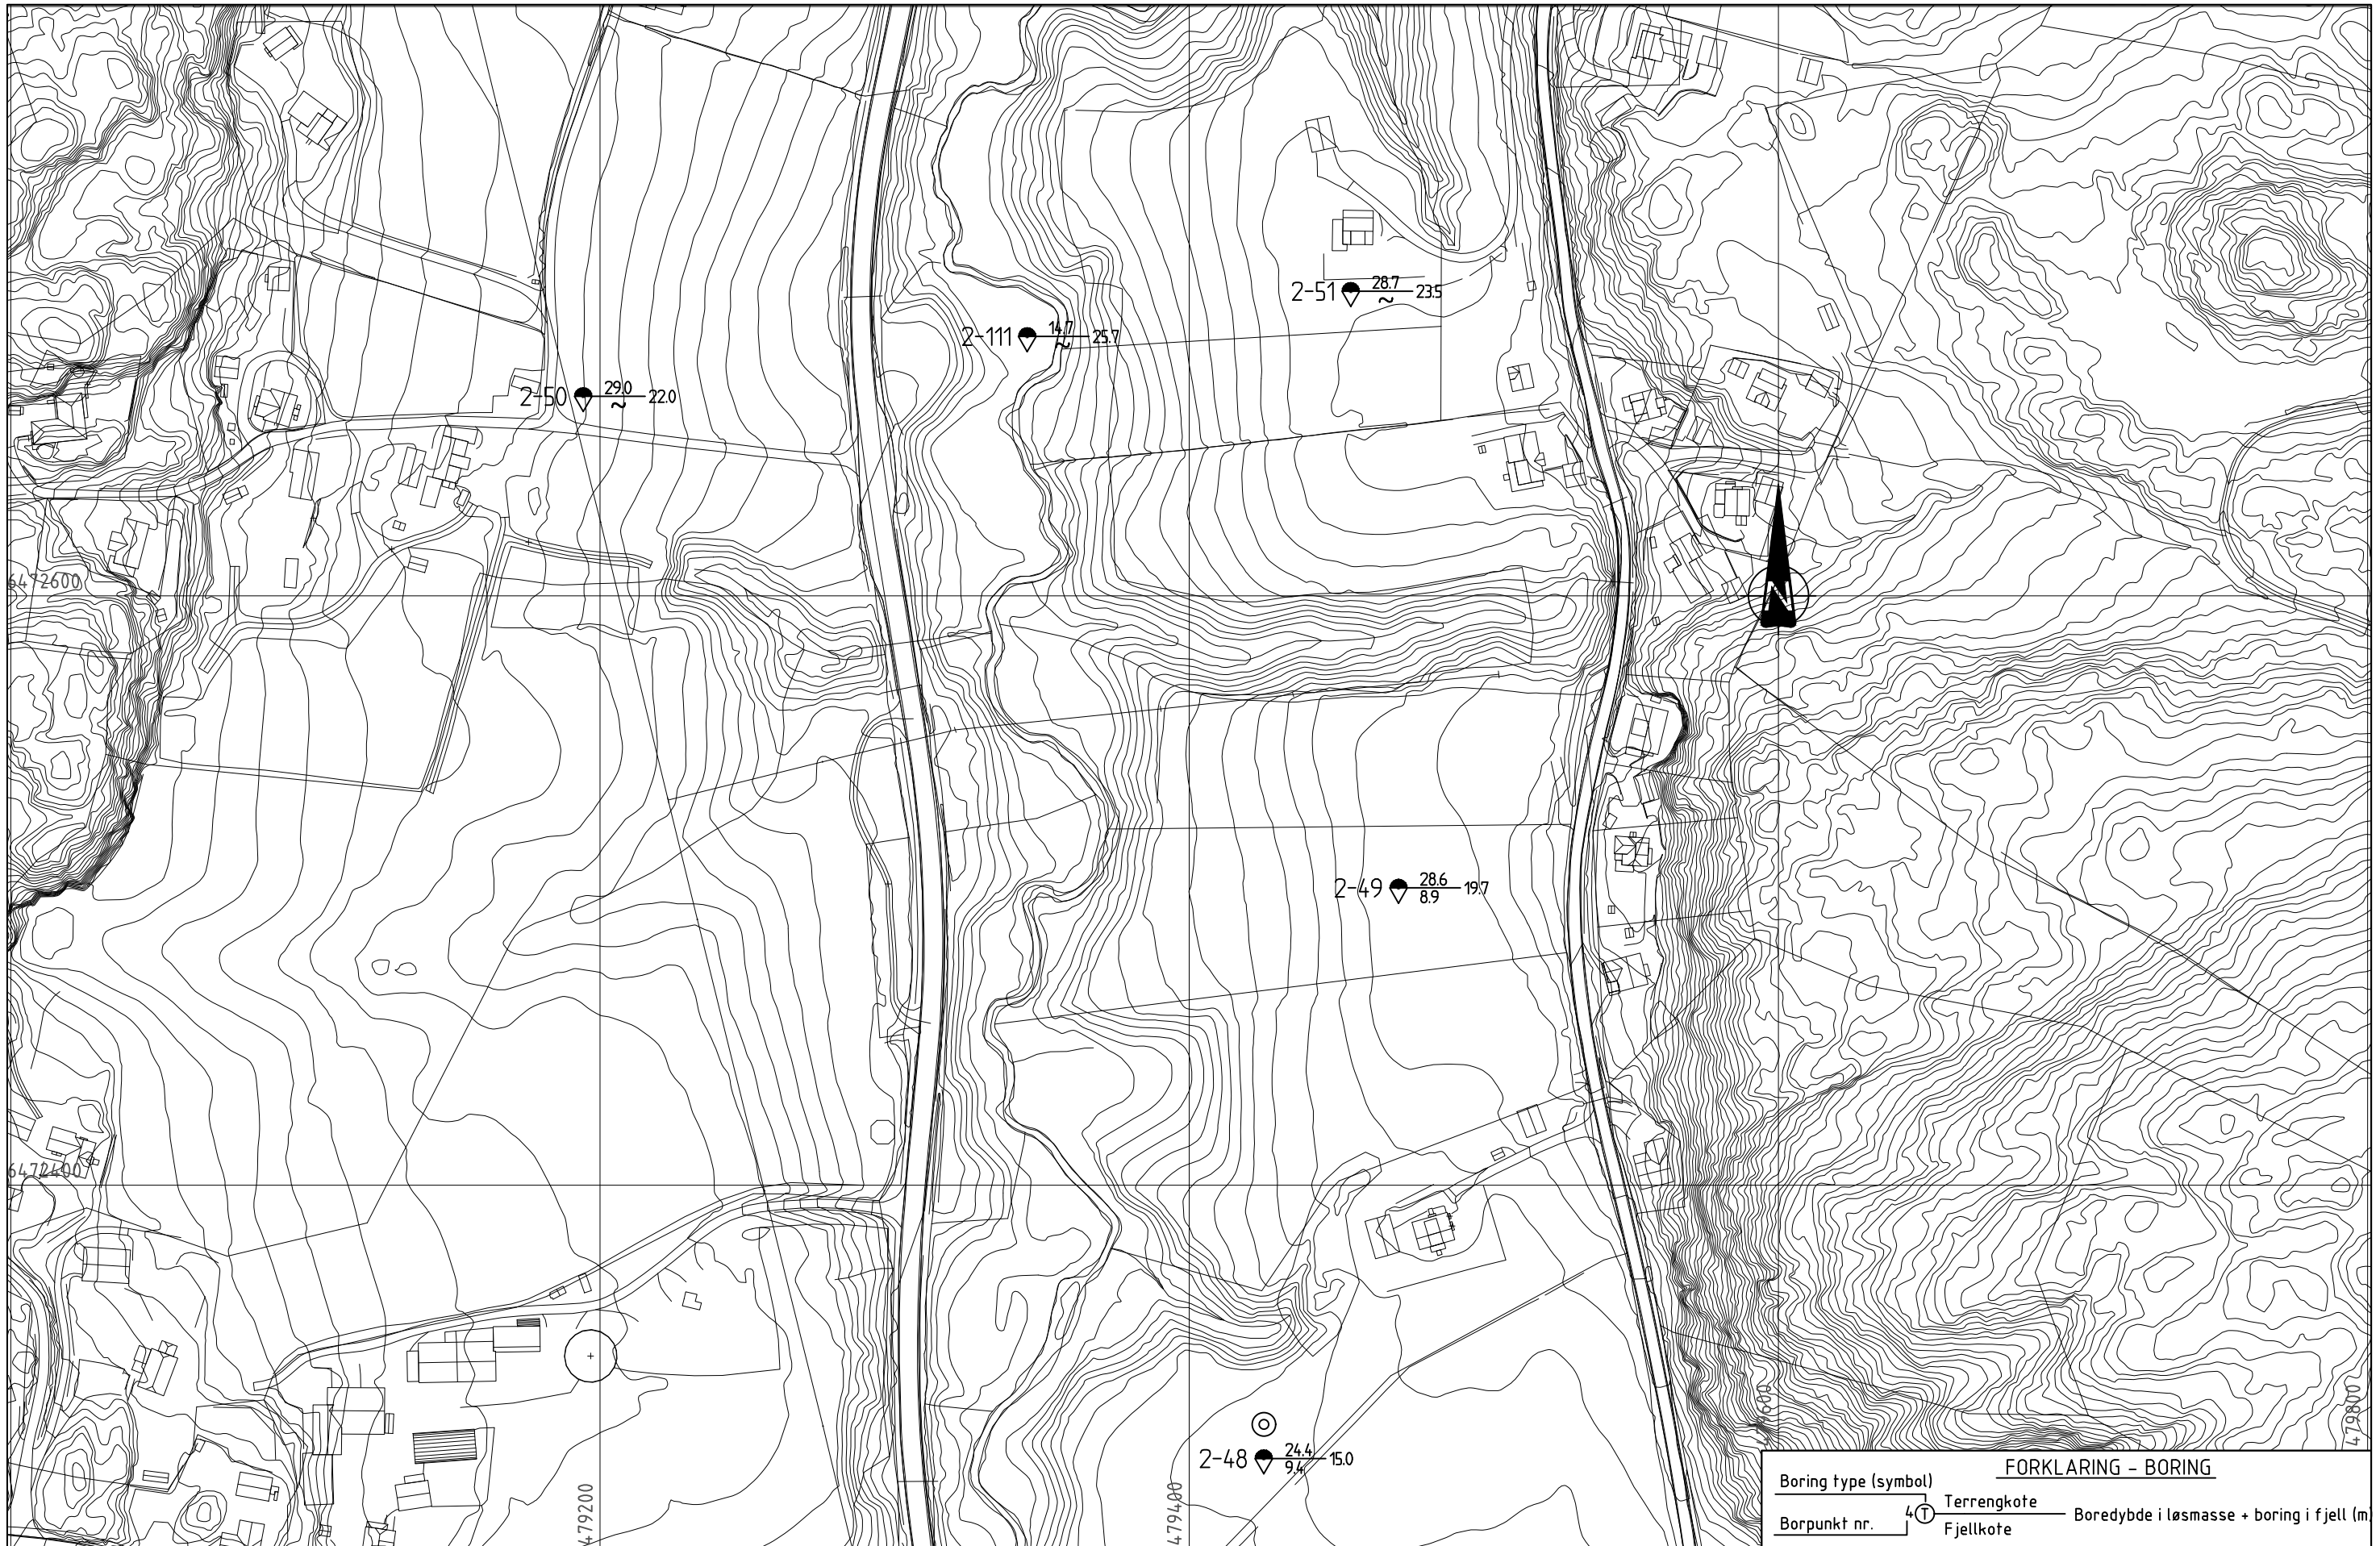 2-51 28.7 ~ 23.5
2-111 14.7 ~ 25.7
2-50 29.0 ~ 22.0
6472600
N
2-49 28.6 8.9 19.7
6472400
2-48 24.4 9.4 15.0
479200
479400
479600
479800
FORKLARING - BORING
Boring type (symbol)
Terrengkote
4 T Boredybde i løsmasse + boring i fjell (m
Borpunkt nr.
Fjellkote